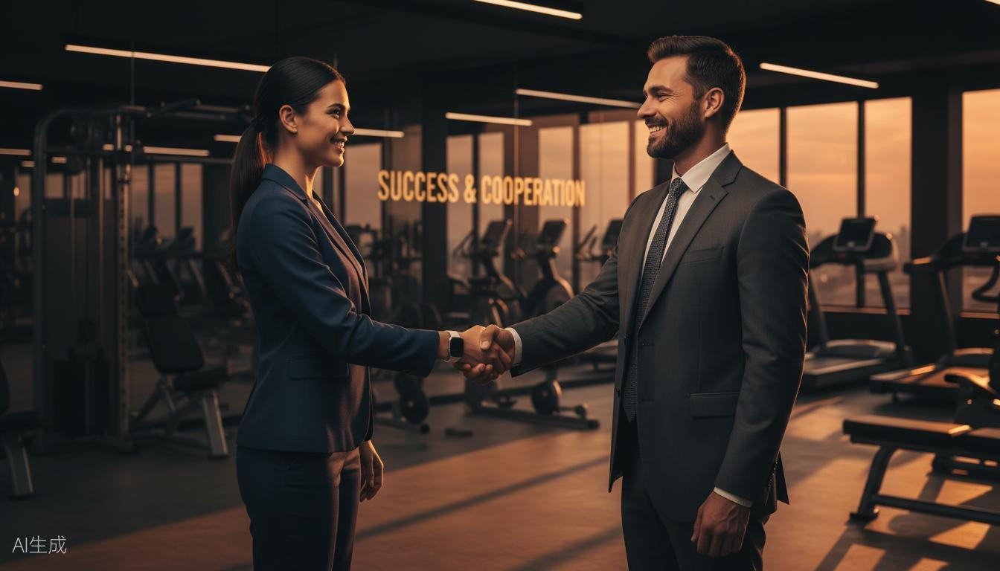 SUCCESS & COOPERATION
AI生成